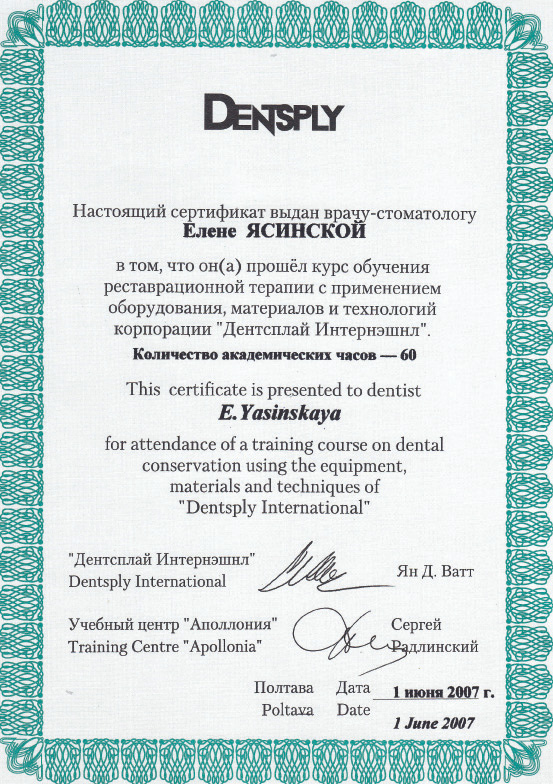 DENTSPLY
Настоящий сертификат выдан врачу-стоматологу
Елене ЯСИНСКОЙ
в том, что он(а) прошёл курс обучения
реставрационной терапии с применением
оборудования, материалов и технологий
корпорации "Дентсплай Интернэшнл".
Количество академических часов — 60
This certificate is presented to dentist
E. Yasinskaya
for attendance of a training course on dental
conservation using the equipment,
materials and techniques of
"Dentsply International"
"Дентсплай Интернэшнл"
Dentsply International
Ян Д. Ватт
Учебный центр "Аполлония"
Training Centre "Apollonia"
Сергей
Радлинский
Полтава Дата 1 июня 2007 г.
Poltava Date 1 June 2007